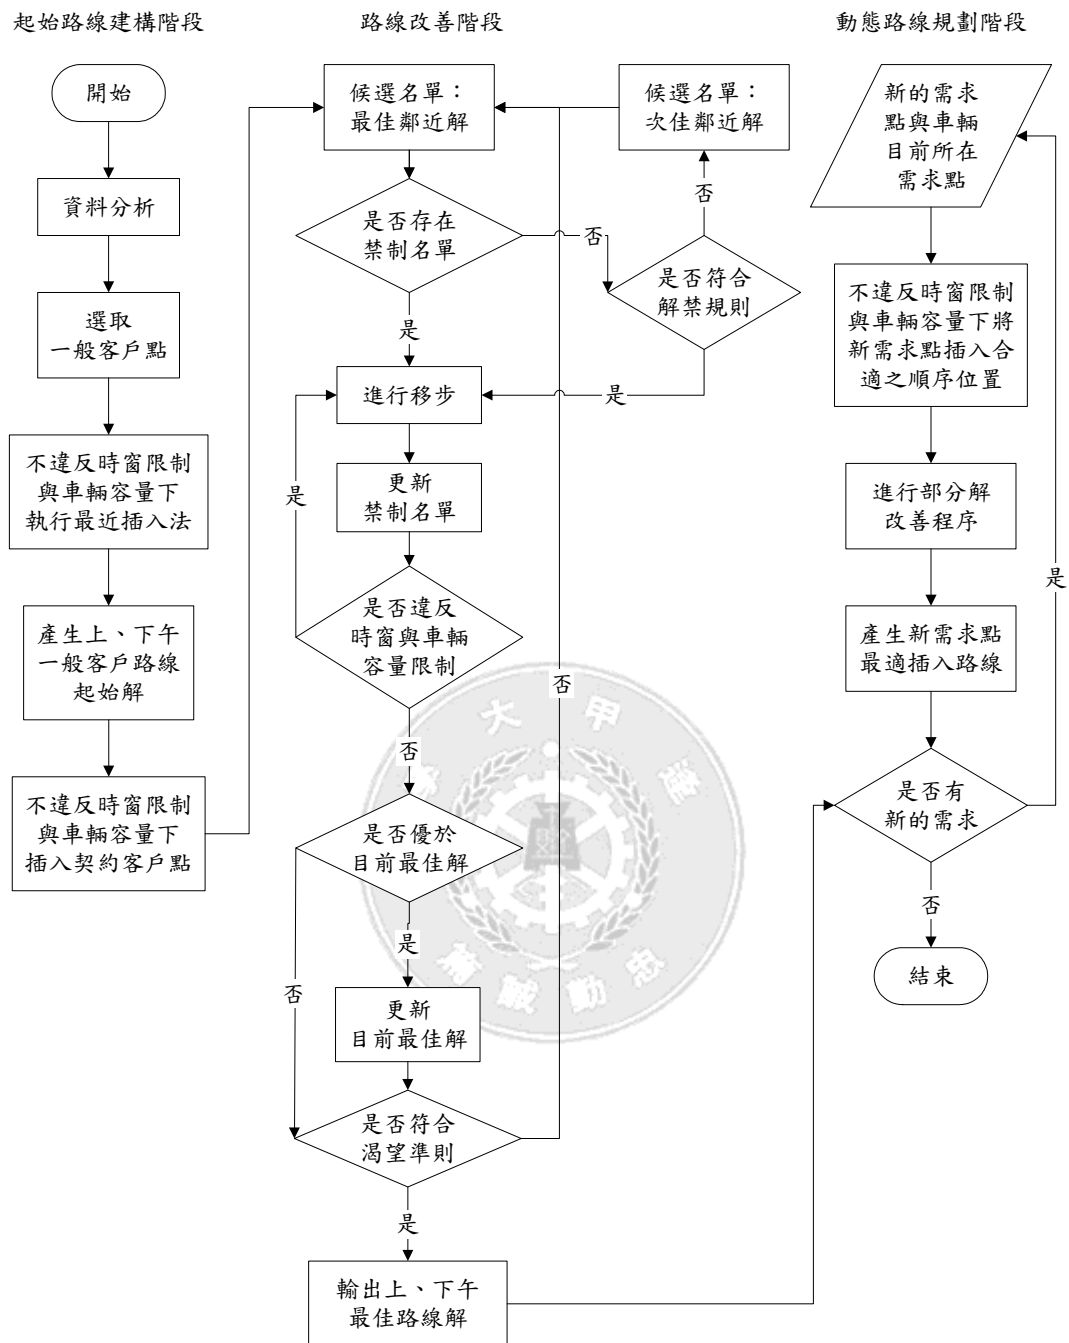 起始路線建構階段
開始
資料分析
選取
一般客戶點
不違反時窗限制
與車輛容量下
執行最近插入法
產生上、下午
一般客戶路線
起始解
不違反時窗限制
與車輛容量下
插入契約客戶點
路線改善階段
候選名單：
最佳鄰近解
候選名單：
次佳鄰近解
是否存在
禁制名單
否
否
是否符合
解禁規則
是
是
進行移步
更新
禁制名單
是
是否違反
時窗與車輛
容量限制
否
否
是否優於
目前最佳解
是
否
更新
目前最佳解
是否符合
渴望準則
是
輸出上、下午
最佳路線解
動態路線規劃階段
新的需求
點與車輛
目前所在
需求點
不違反時窗限制
與車輛容量下將
新需求點插入合
適之順序位置
進行部分解
改善程序
是
產生新需求點
最適插入路線
是否有
新的需求
否
結束
大
甲
逢
忠
勤
誠